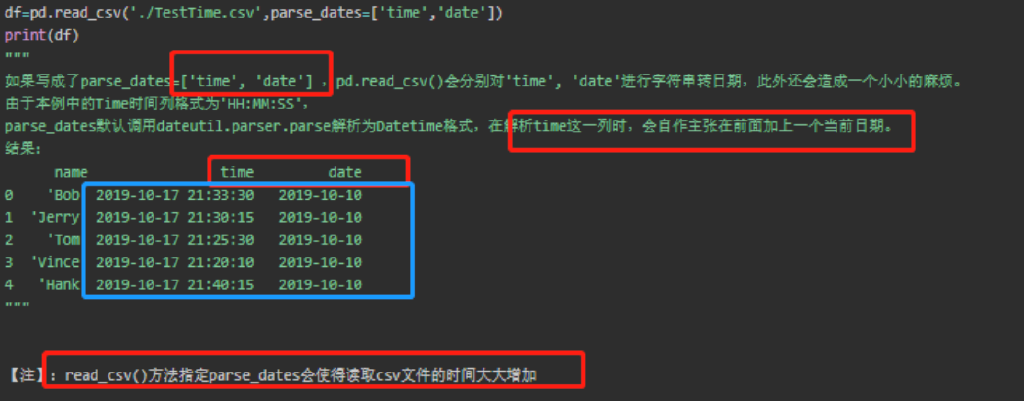 df=pd.read_csv('./TestTime.csv',parse_dates=['time','date'])
print(df)
"""
如果写成了parse_dates=['time', 'date'] , pd.read_csv()会分别对'time', 'date'进行字符串转日期，此外还会造成一个小小的麻烦。
由于本例中的Time时间列格式为'HH:MM:SS'，
parse_dates默认调用dateutil.parser.parse解析为Datetime格式，在解析time这一列时，会自作主张在前面加上一个当前日期。
结果：
name time date
0 'Bob 2019-10-17 21:33:30 2019-10-10
1 'Jerry 2019-10-17 21:30:15 2019-10-10
2 'Tom 2019-10-17 21:25:30 2019-10-10
3 'Vince 2019-10-17 21:20:10 2019-10-10
4 'Hank 2019-10-17 21:40:15 2019-10-10
"""
【注】：read_csv()方法指定parse_dates会使得读取csv文件的时间大大增加